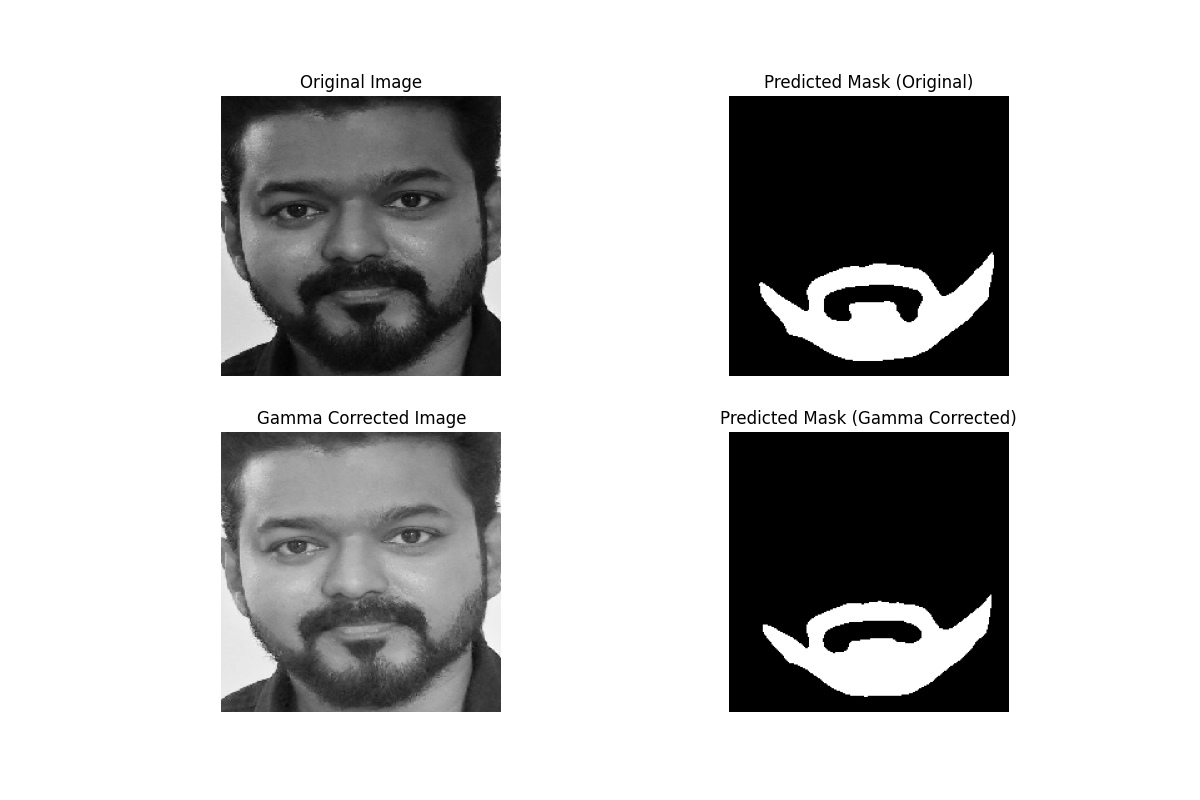 Original Image
Predicted Mask (Original)
Gamma Corrected Image
Predicted Mask (Gamma Corrected)